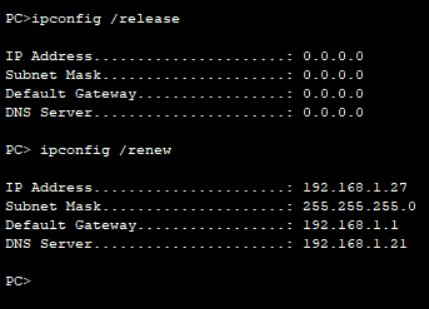 PC>ipconfig /release
IP Address......................: 0.0.0.0
Subnet Mask.....................: 0.0.0.0
Default Gateway.................: 0.0.0.0
DNS Server......................: 0.0.0.0
PC> ipconfig /renew
IP Address......................: 192.168.1.27
Subnet Mask.....................: 255.255.255.0
Default Gateway.................: 192.168.1.1
DNS Server......................: 192.168.1.21
PC>